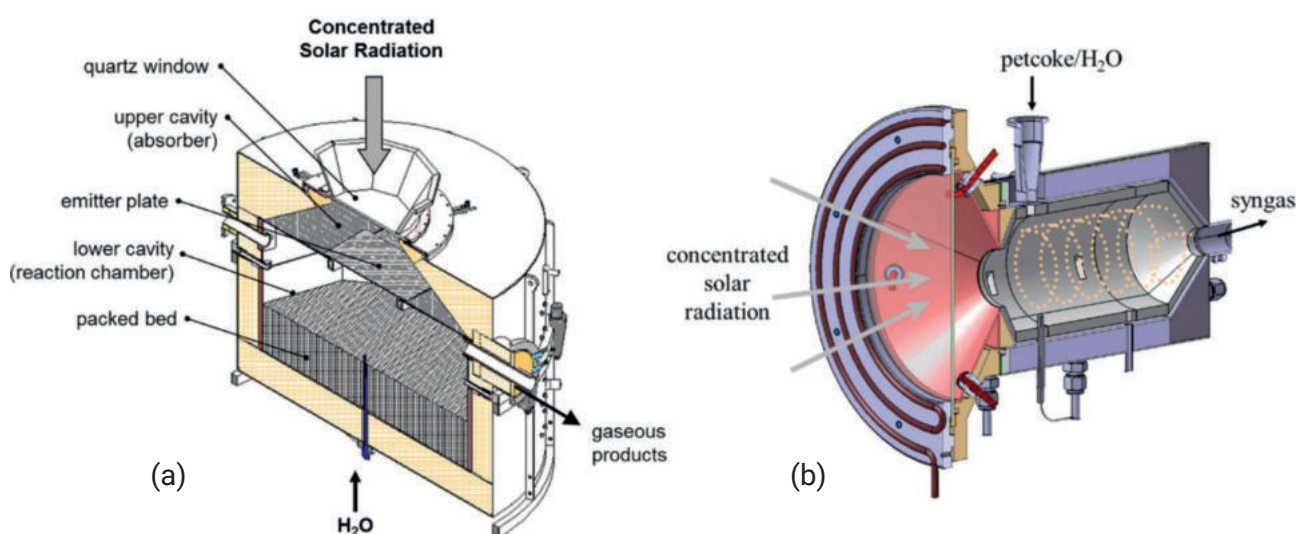 Concentrated
Solar Radiation
quartz window
upper cavity
(absorber)
emitter plate
lower cavity
(reaction chamber)
packed bed
gaseous
products
(a)
H₂O
petcoke/H₂O
syngas
concentrated
solar
radiation
(b)